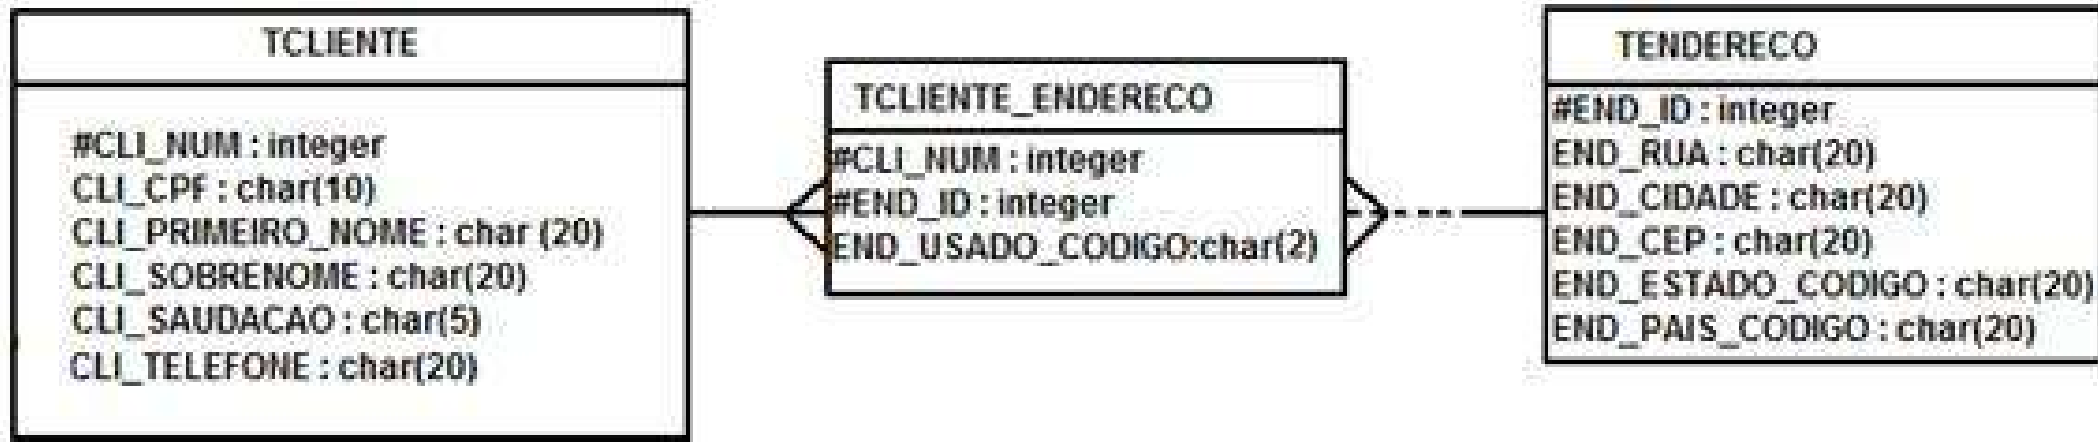 TCLIENTE
#CLI_NUM : integer
CLI_CPF : char(10)
CLI_PRIMEIRO_NOME : char (20)
CLI_SOBRENOME : char(20)
CLI_SAUDACAO : char(5)
CLI_TELEFONE : char(20)
TCLIENTE_ENDERECO
#CLI_NUM : integer
#END_ID : integer
END_USADO_CODIGO:char(2)
TENDERECO
#END_ID : integer
END_RUA : char(20)
END_CIDADE : char(20)
END_CEP : char(20)
END_ESTADO_CODIGO : char(20)
END_PAIS_CODIGO : char(20)